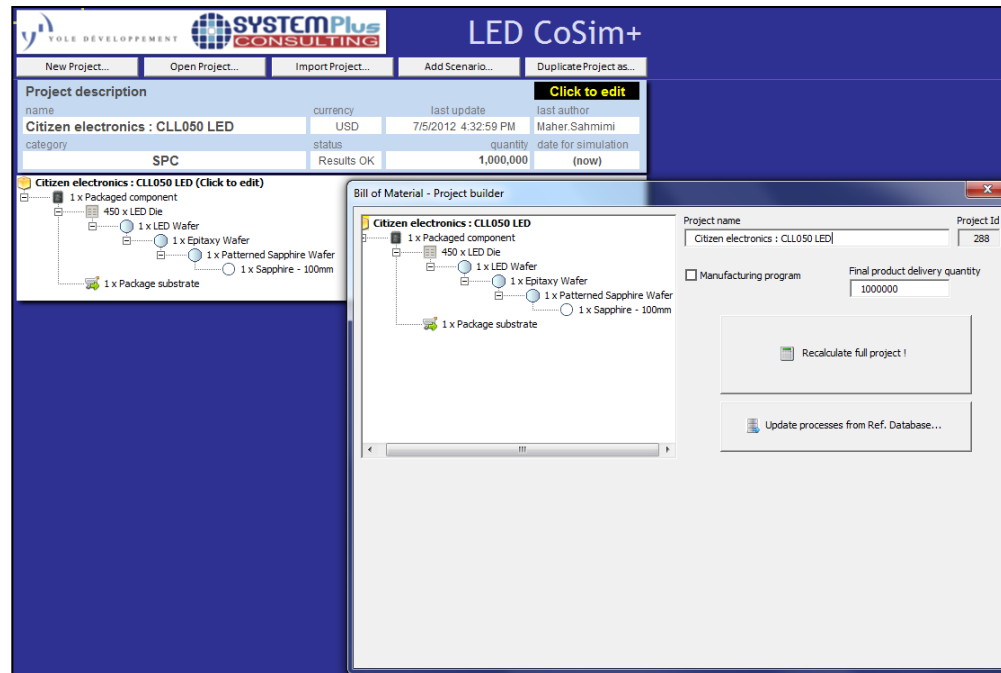 YOLE DÉVELOPPEMENT
SYSTEMPlus
CONSULTING
LED CoSim+
New Project...
Open Project...
Import Project...
Add Scenario...
Duplicate Project as...
Project description
Click to edit
name
currency
last update
last author
Citizen electronics : CLL050 LED
USD
7/5/2012 4:32:59 PM
Maher.Sahmimi
category
status
quantity
date for simulation
SPC
Results OK
1,000,000
(now)
Citizen electronics : CLL050 LED (Click to edit)
1 x Packaged component
450 x LED Die
1 x LED Wafer
1 x Epitaxy Wafer
1 x Patterned Sapphire Wafer
1 x Sapphire - 100mm
1 x Package substrate
Bill of Material - Project builder
Citizen electronics : CLL050 LED
1 x Packaged component
450 x LED Die
1 x LED Wafer
1 x Epitaxy Wafer
1 x Patterned Sapphire Wafer
1 x Sapphire - 100mm
1 x Package substrate
Project name
Project Id
Citizen electronics : CLL050 LED
288
Manufacturing program
Final product delivery quantity
1000000
Recalculate full project !
Update processes from Ref. Database...